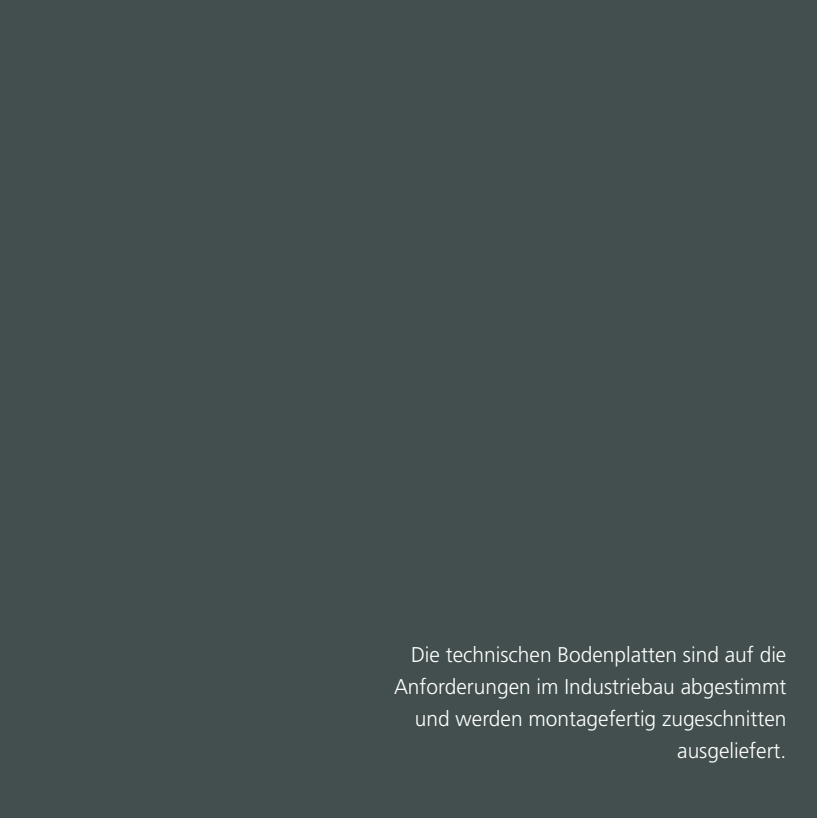 Die technischen Bodenplatten sind auf die
Anforderungen im Industriebau abgestimmt
und werden montagefertig zugeschnitten
ausgeliefert.